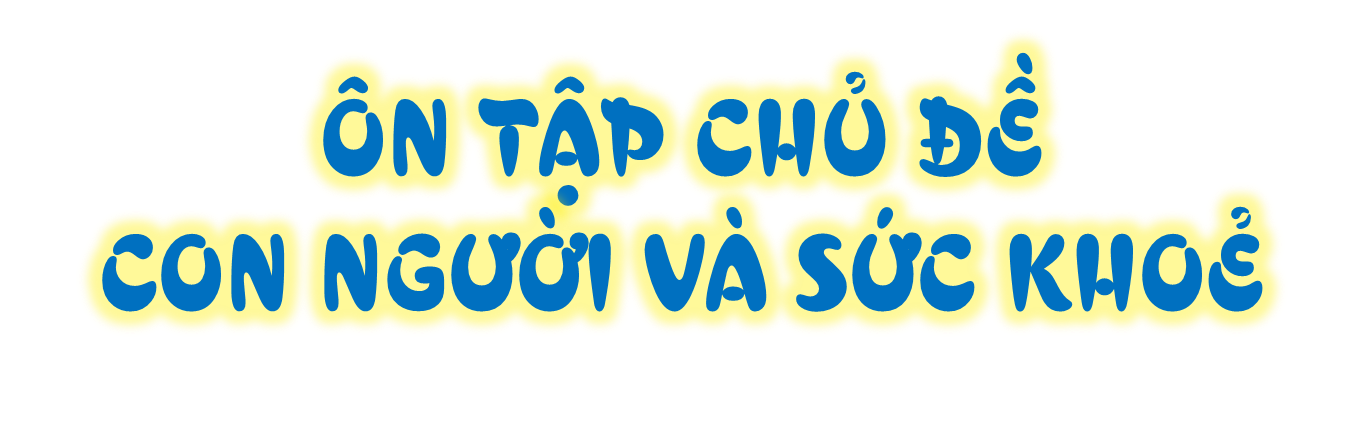 ÔN TẬP CHỦ ĐỀ
CON NGƯỜI VÀ SỨC KHOẺ